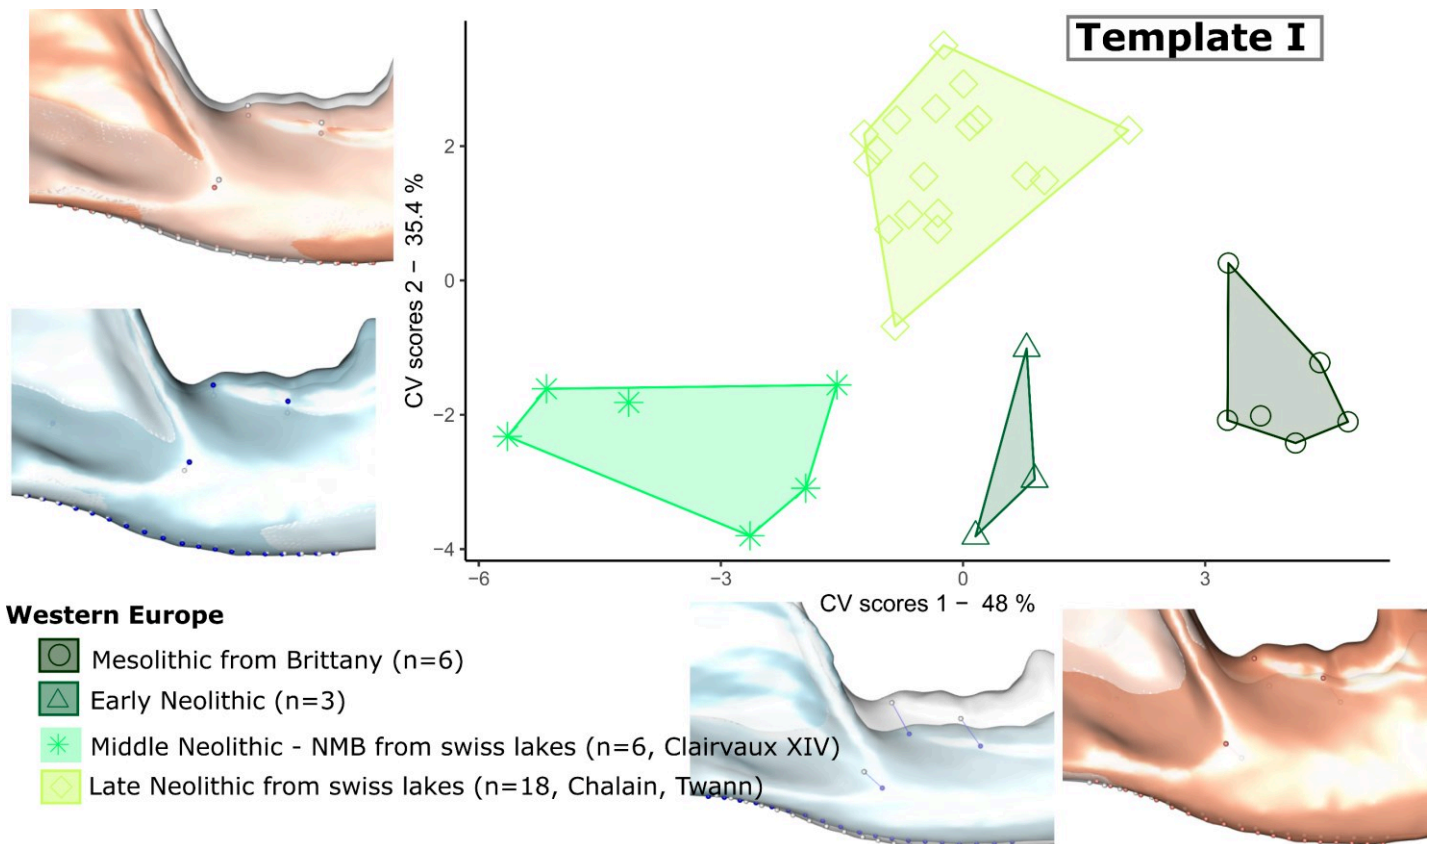 Template I
2
0
−2
−4
CV scores 2 − 35.4 %
−6
−3
0
3
CV scores 1 − 48 %
Western Europe
Mesolithic from Brittany (n=6)
Early Neolithic (n=3)
Middle Neolithic - NMB from swiss lakes (n=6, Clairvaux XIV)
Late Neolithic from swiss lakes (n=18, Chalain, Twann)